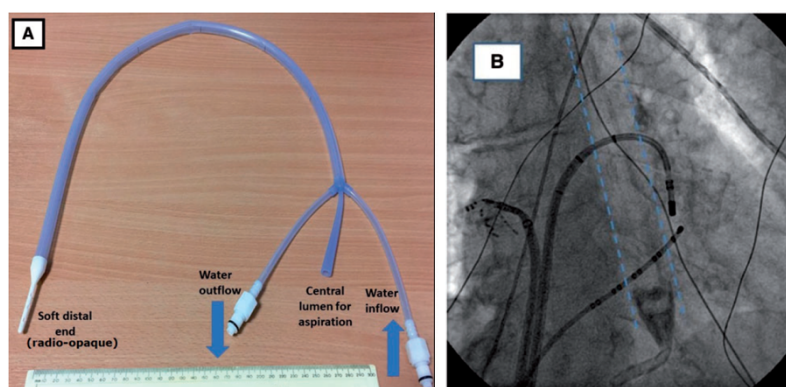 A
Water
outflow
Central
lumen for
aspiration
Water
inflow
Soft distal
end
(radio-opaque)
B